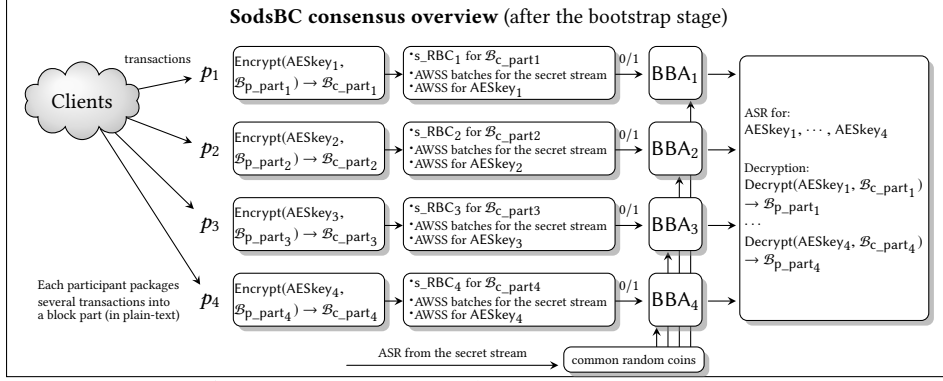 SodsBC consensus overview (after the bootstrap stage)
Clients
transactions
Each participant packages
several transactions into
a block part (in plain-text)
p₁
Encrypt(AESkey₁,
ℬp_part₁) → ℬc_part₁
•s_RBC₁ for ℬc_part1
•AWSS batches for the secret stream
•AWSS for AESkey₁
0/1
BBA₁
p₂
Encrypt(AESkey₂,
ℬp_part₂) → ℬc_part₂
•s_RBC₂ for ℬc_part2
•AWSS batches for the secret stream
•AWSS for AESkey₂
0/1
BBA₂
p₃
Encrypt(AESkey₃,
ℬp_part₃) → ℬc_part₃
•s_RBC₃ for ℬc_part3
•AWSS batches for the secret stream
•AWSS for AESkey₃
0/1
BBA₃
p₄
Encrypt(AESkey₄,
ℬp_part₄) → ℬc_part₄
•s_RBC₄ for ℬc_part4
•AWSS batches for the secret stream
•AWSS for AESkey₄
0/1
BBA₄
ASR for:
AESkey₁, ⋯ , AESkey₄
Decryption:
Decrypt(AESkey₁, ℬc_part₁)
→ ℬp_part₁
⋯
Decrypt(AESkey₄, ℬc_part₄)
→ ℬp_part₄
ASR from the secret stream
common random coins